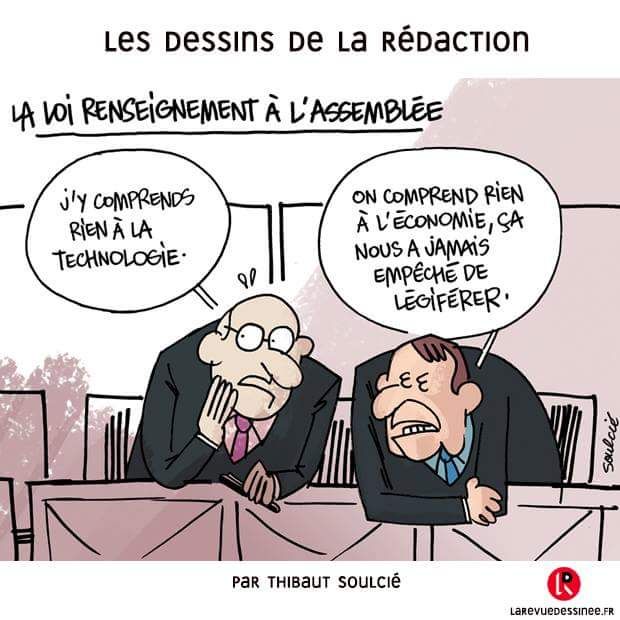 Les dessins de la Rédaction
LA LOI RENSEIGNEMENT À L'ASSEMBLÉE
J'Y COMPRENDS
RIEN À LA
TECHNOLOGIE.
ON COMPREND RIEN
À L'ÉCONOMIE, ÇA
NOUS A JAMAIS
EMPÊCHÉ DE
LÉGIFÉRER.
soulcié
PAR THIBAUT SOULCIÉ
R
LAREVUEDESSINEE.FR